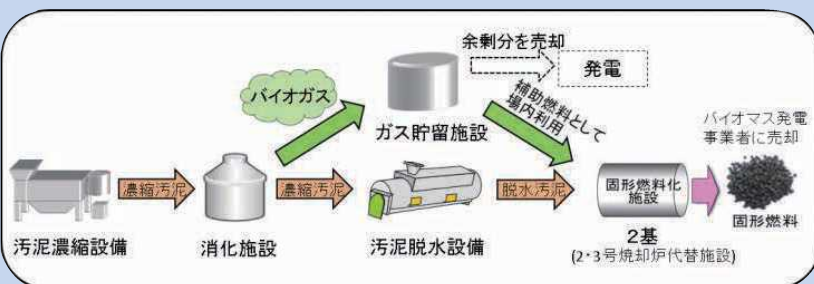 余剰分を売却
発電
バイオガス
補助燃料として
場内利用
ガス貯留施設
バイオマス発電
事業者に売却
濃縮汚泥
濃縮汚泥
脱水汚泥
固形燃料化
施設
固形燃料
汚泥濃縮設備
消化施設
汚泥脱水設備
2基
(2・3号焼却炉代替施設)